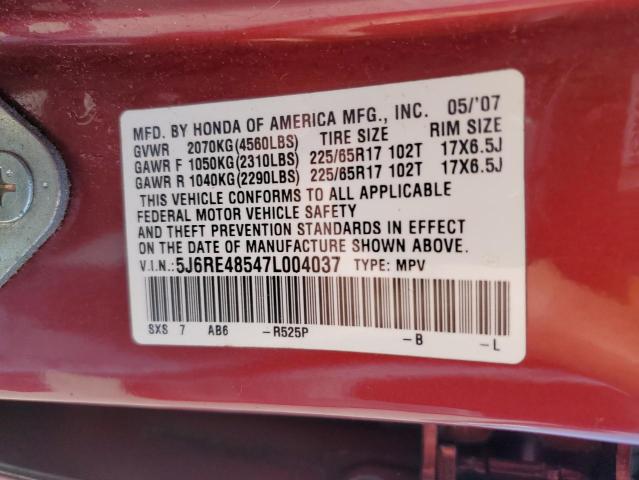 MFD. BY HONDA OF AMERICA MFG., INC. 05/'07
GVWR 2070KG(4560LBS) TIRE SIZE RIM SIZE
GAWR F 1050KG(2310LBS) 225/65R17 102T 17X6.5J
GAWR R 1040KG(2290LBS) 225/65R17 102T 17X6.5J
THIS VEHICLE CONFORMS TO ALL APPLICABLE
FEDERAL MOTOR VEHICLE SAFETY
AND THEFT PREVENTION STANDARDS IN EFFECT
ON THE DATE OF MANUFACTURE SHOWN ABOVE.
V.I.N.:5J6RE48547L004037 TYPE: MPV
SXS 7 AB6 -R525P -B -L